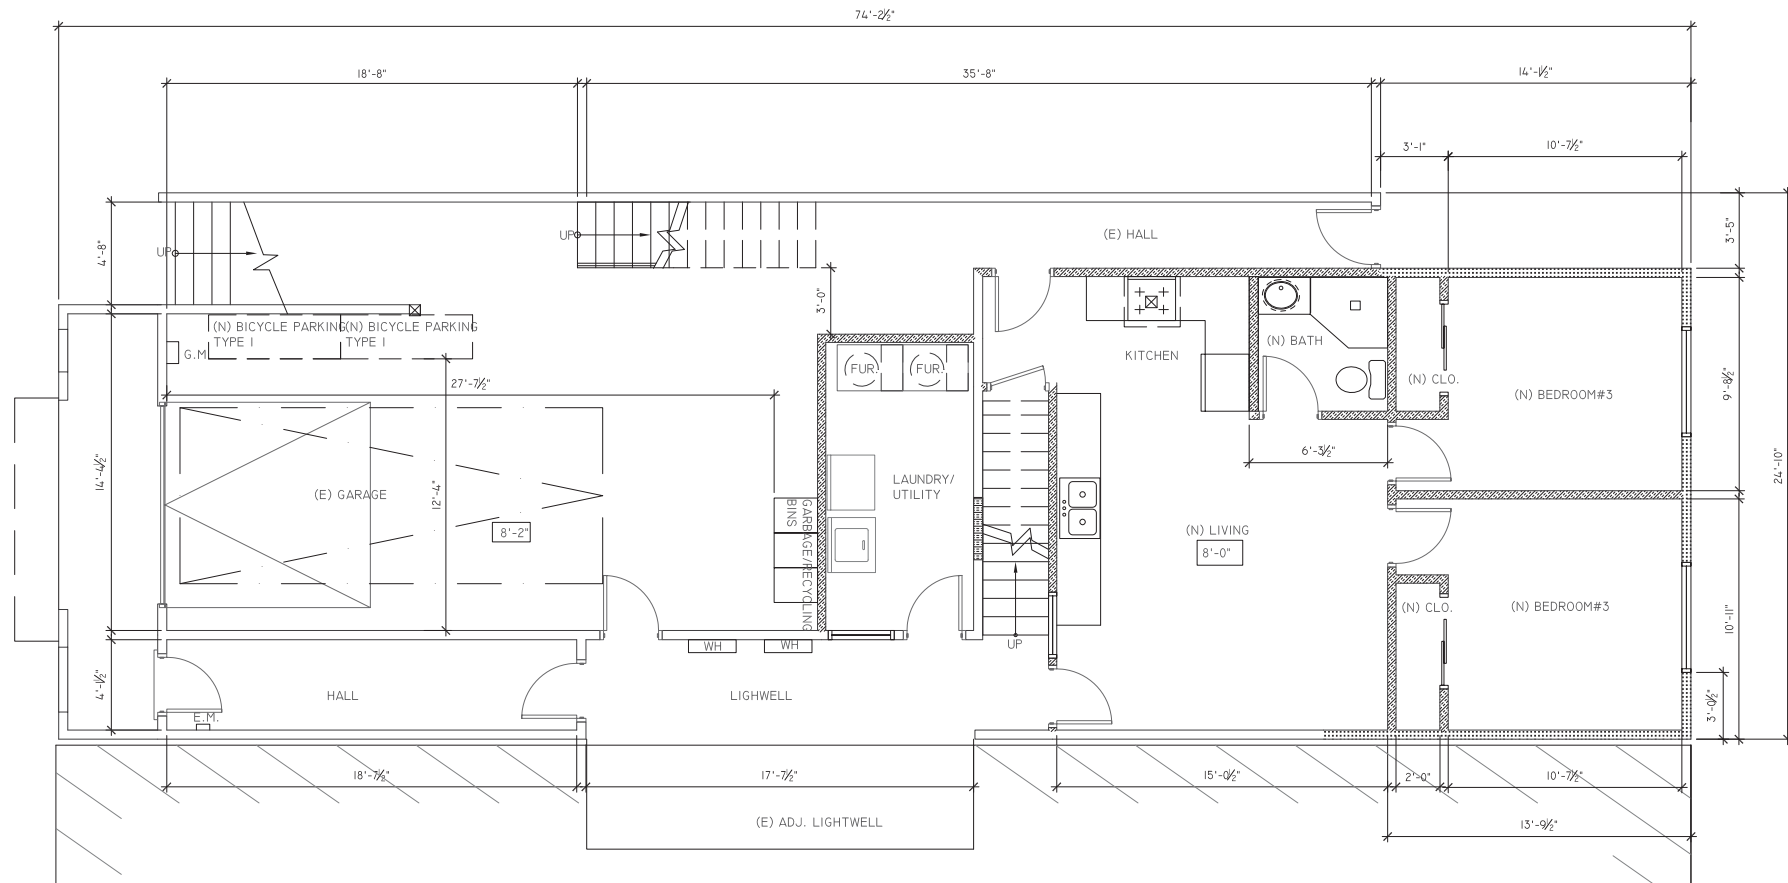 74'-2½"
18'-8"
35'-8"
14'-1½"
3'-1"
10'-7½"
UP
UP
(E) HALL
4'-8"
3'-5"
3'-0"
(N) BICYCLE PARKING
TYPE 1
(N) BICYCLE PARKING
TYPE 1
G.M.
KITCHEN
(N) BATH
27'-7½"
FUR.
FUR.
(N) CLO.
(N) BEDROOM#3
9'-8½"
6'-3½"
14'-4½"
(E) GARAGE
12'-4"
8'-2"
GARBAGE/RECYCLING
BINS
LAUNDRY/
UTILITY
(N) LIVING
8'-0"
24'-10"
(N) CLO.
(N) BEDROOM#3
10'-11"
WH
WH
UP
4'-1½"
HALL
LIGHWELL
E.M.
3'-0½"
18'-7½"
17'-7½"
15'-0½"
2'-0"
10'-7½"
(E) ADJ. LIGHTWELL
13'-9½"